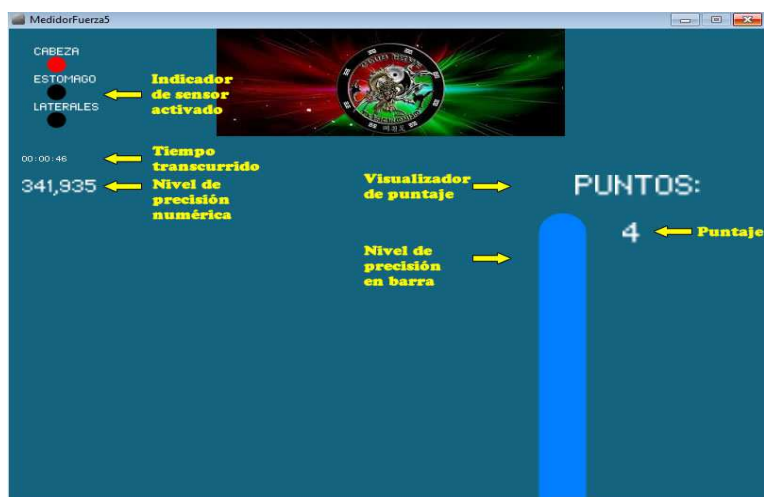 MedidorFuerza5
CABEZA
ESTOMAGO
LATERALES
Indicador
de sensor
activado
00:00:46
Tiempo
transcurrido
341,935
Nivel de
precisión
numérica
Visualizador
de puntaje
PUNTOS:
4
Puntaje
Nivel de
precisión
en barra